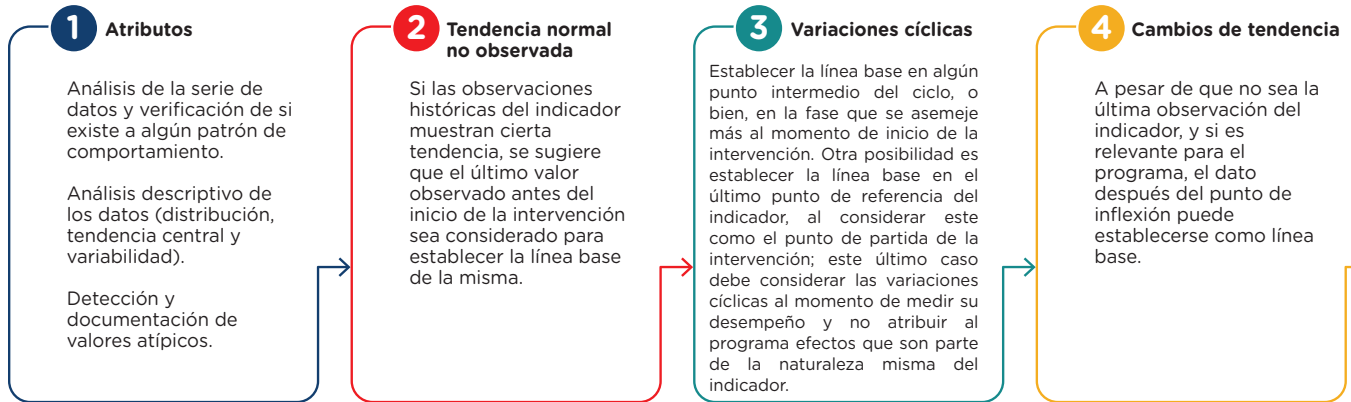 1 Atributos
Análisis de la serie de
datos y verificación de si
existe a algún patrón de
comportamiento.
Análisis descriptivo de
los datos (distribución,
tendencia central y
variabilidad).
Detección y
documentación de
valores atípicos.
2 Tendencia normal
no observada
Si las observaciones
históricas del indicador
muestran cierta
tendencia, se sugiere
que el último valor
observado antes del
inicio de la intervención
sea considerado para
establecer la línea base
de la misma.
3 Variaciones cíclicas
Establecer la línea base en algún
punto intermedio del ciclo, o
bien, en la fase que se asemeje
más al momento de inicio de la
intervención. Otra posibilidad es
establecer la línea base en el
último punto de referencia del
indicador, al considerar este
como el punto de partida de la
intervención; este último caso
debe considerar las variaciones
cíclicas al momento de medir su
desempeño y no atribuir al
programa efectos que son parte
de la naturaleza misma del
indicador.
4 Cambios de tendencia
A pesar de que no sea la
última observación del
indicador, y si es
relevante para el
programa, el dato
después del punto de
inflexión puede
establecerse como línea
base.